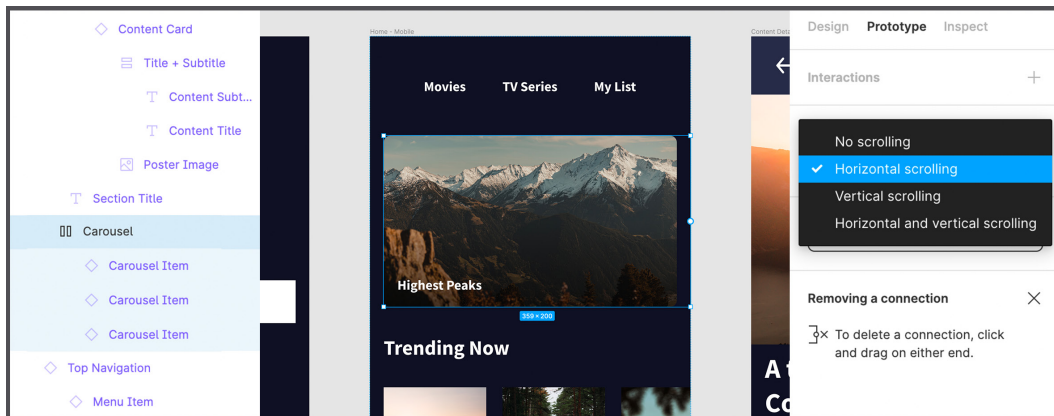 Content Card
Title + Subtitle
Content Subt...
Content Title
Poster Image
Section Title
Carousel
Carousel Item
Carousel Item
Carousel Item
Top Navigation
Menu Item
Home - Mobile
Movies TV Series My List
Highest Peaks
359 × 200
Trending Now
Content Deta
A t
Co
Design Prototype Inspect
Interactions
No scrolling
Horizontal scrolling
Vertical scrolling
Horizontal and vertical scrolling
Removing a connection
To delete a connection, click
and drag on either end.